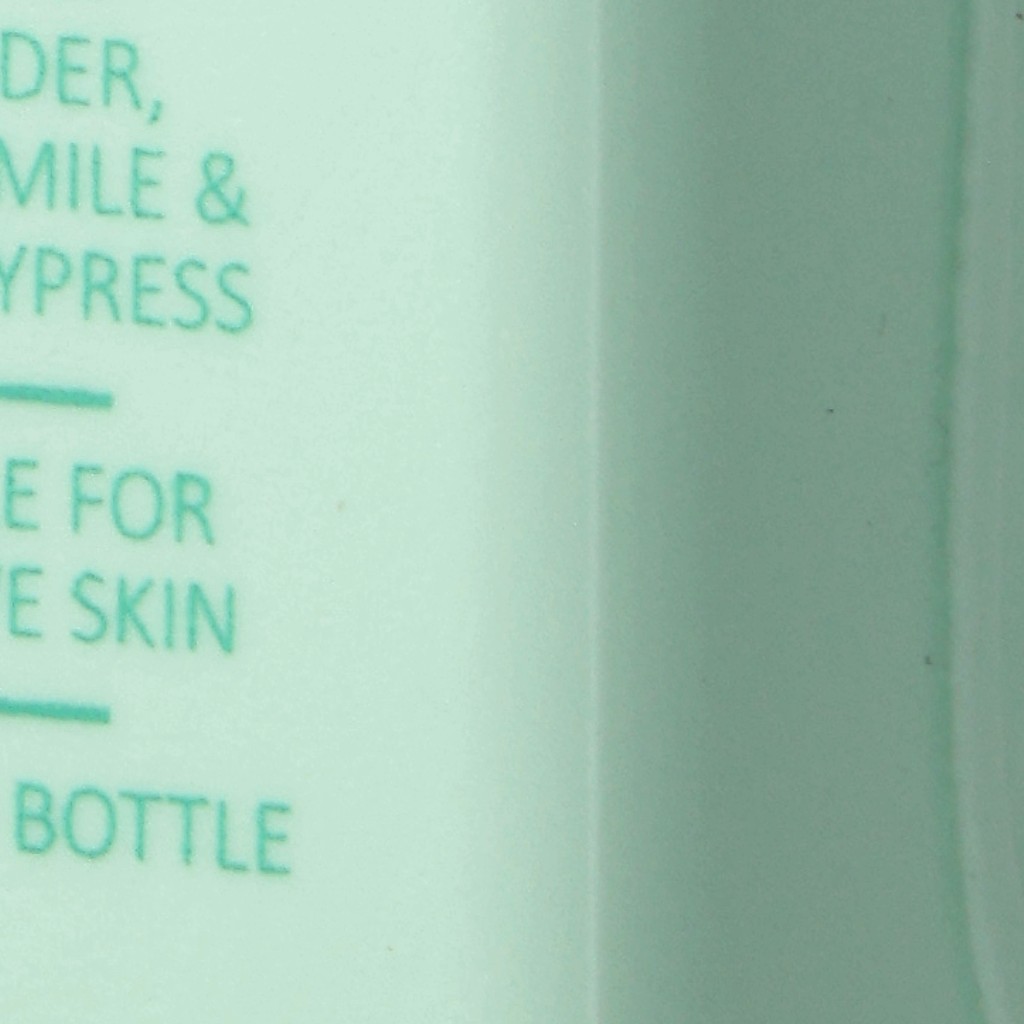 DER,
MILE &
YPRESS
E FOR
E SKIN
BOTTLE